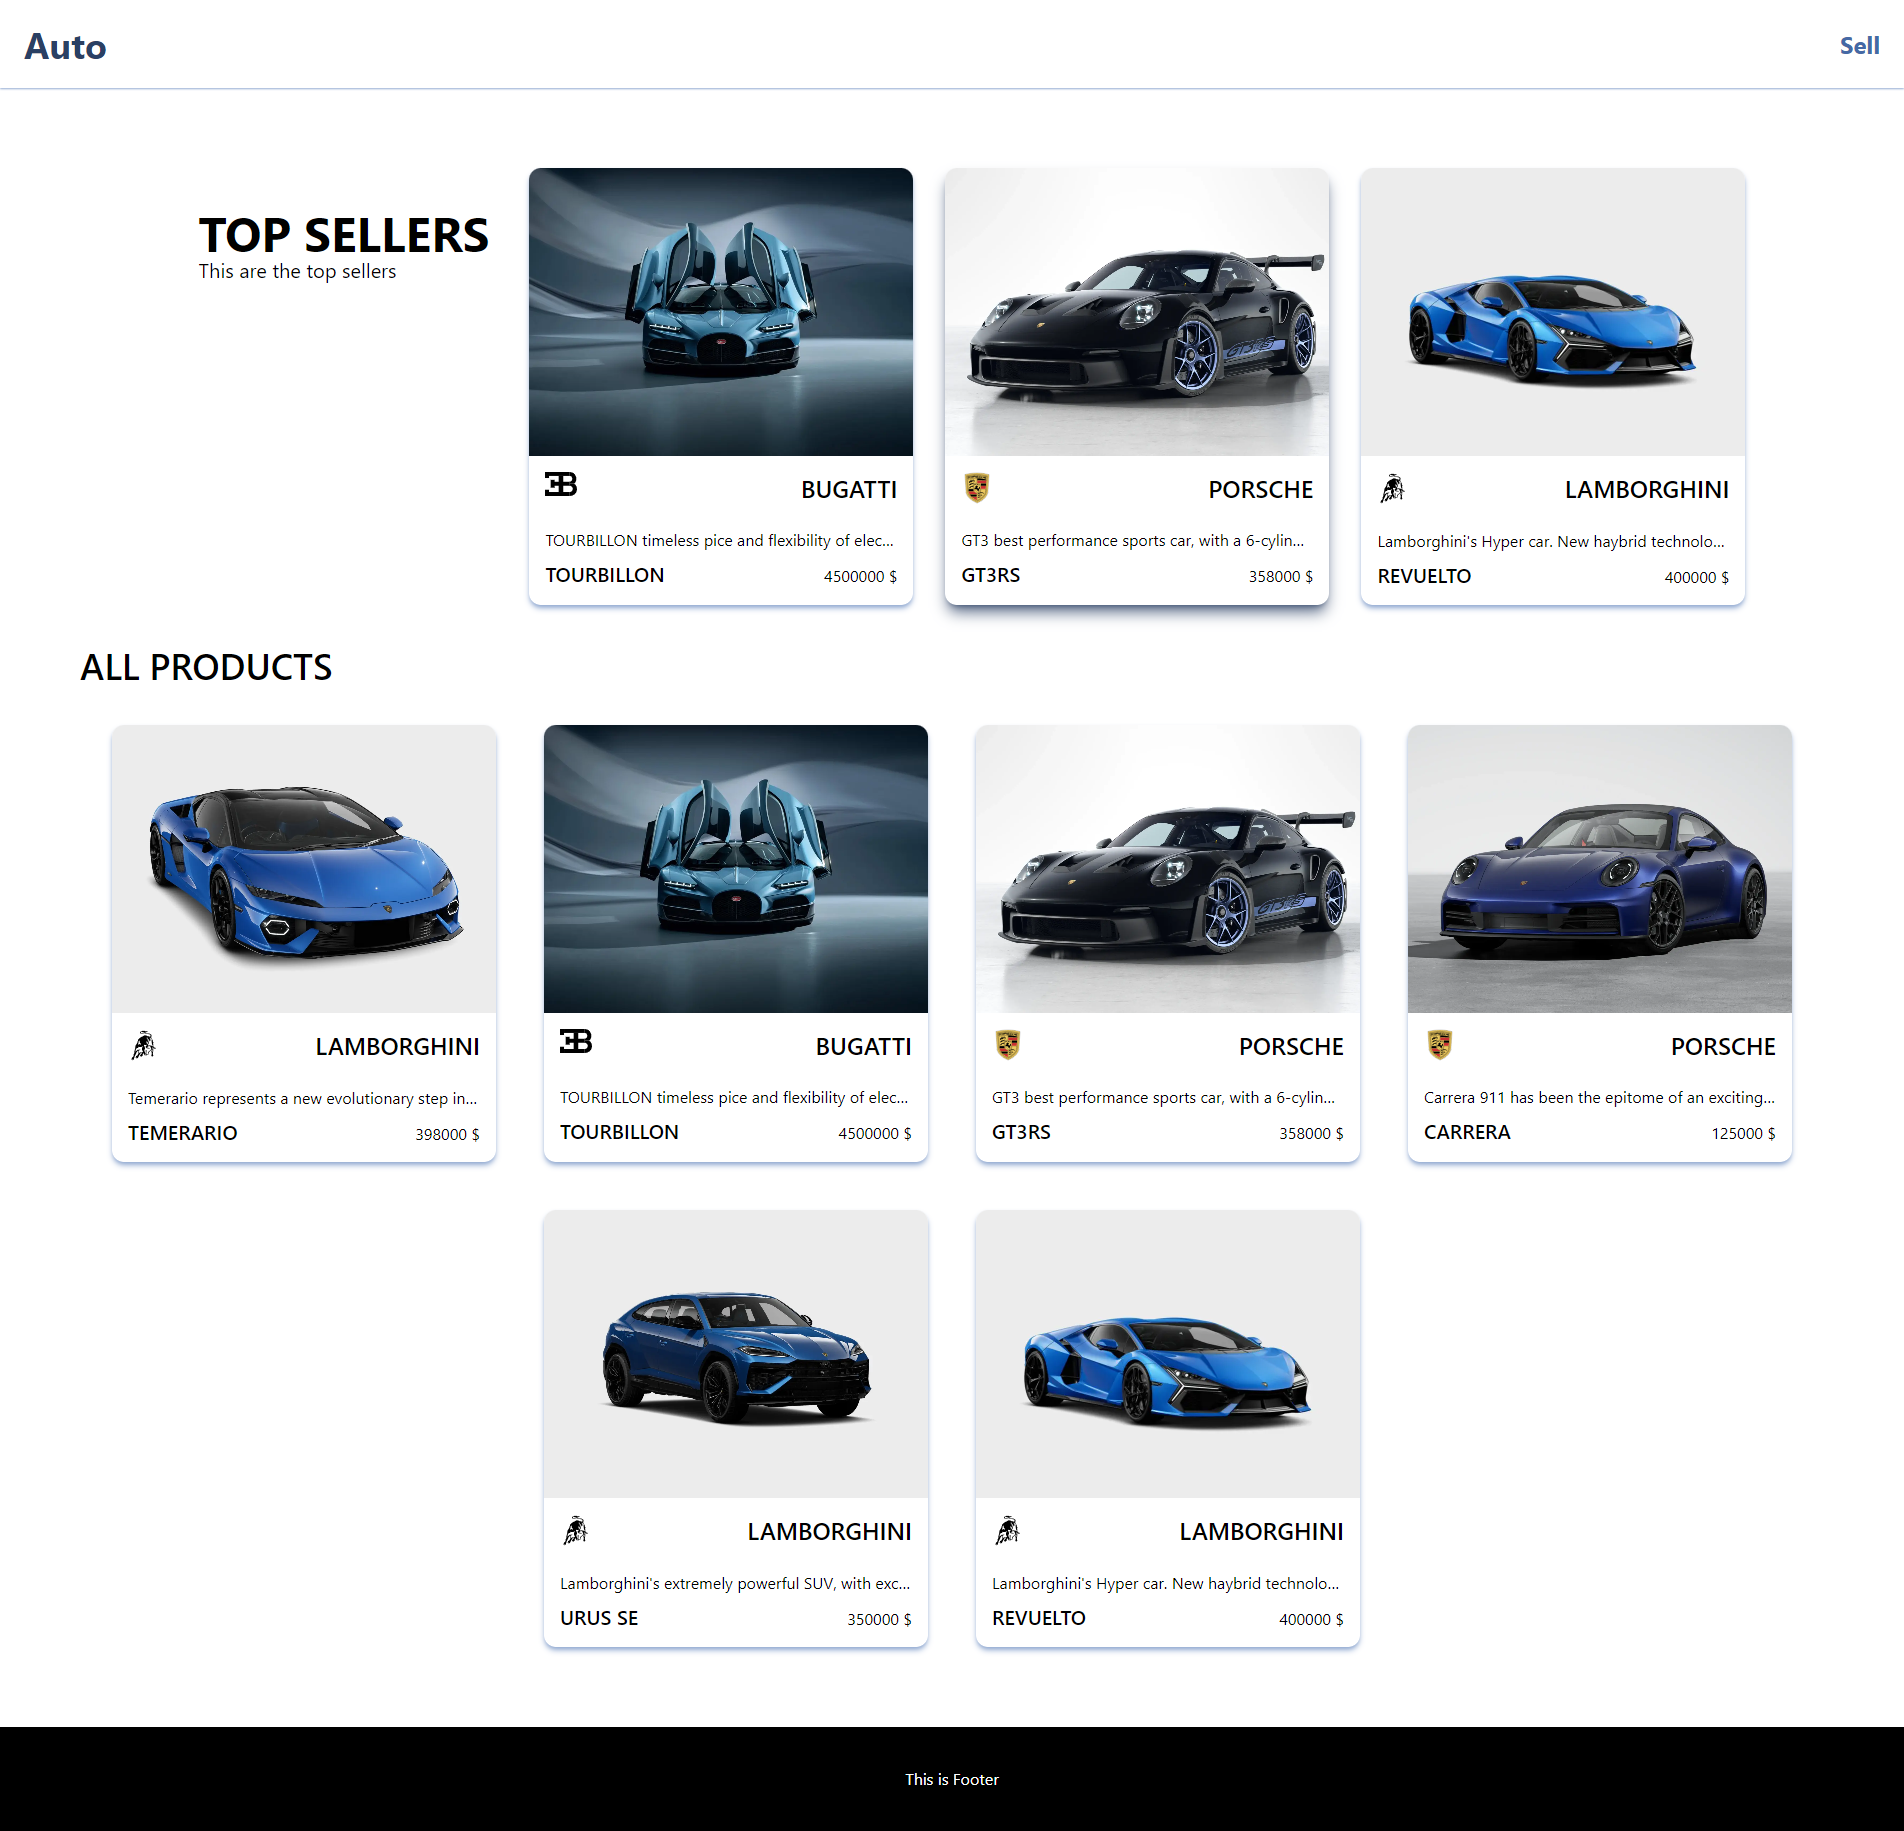 Auto
Sell
TOP SELLERS
This are the top sellers
BUGATTI
TOURBILLON timeless pice and flexibility of elec...
TOURBILLON 4500000 $
PORSCHE
GT3 best performance sports car, with a 6-cylin...
GT3RS 358000 $
LAMBORGHINI
Lamborghini's Hyper car. New haybrid technolo...
REVUELTO 400000 $
ALL PRODUCTS
LAMBORGHINI
Temerario represents a new evolutionary step in...
TEMERARIO 398000 $
BUGATTI
TOURBILLON timeless pice and flexibility of elec...
TOURBILLON 4500000 $
PORSCHE
GT3 best performance sports car, with a 6-cylin...
GT3RS 358000 $
PORSCHE
Carrera 911 has been the epitome of an exciting...
CARRERA 125000 $
LAMBORGHINI
Lamborghini's extremely powerful SUV, with exc...
URUS SE 350000 $
LAMBORGHINI
Lamborghini's Hyper car. New haybrid technolo...
REVUELTO 400000 $
This is Footer